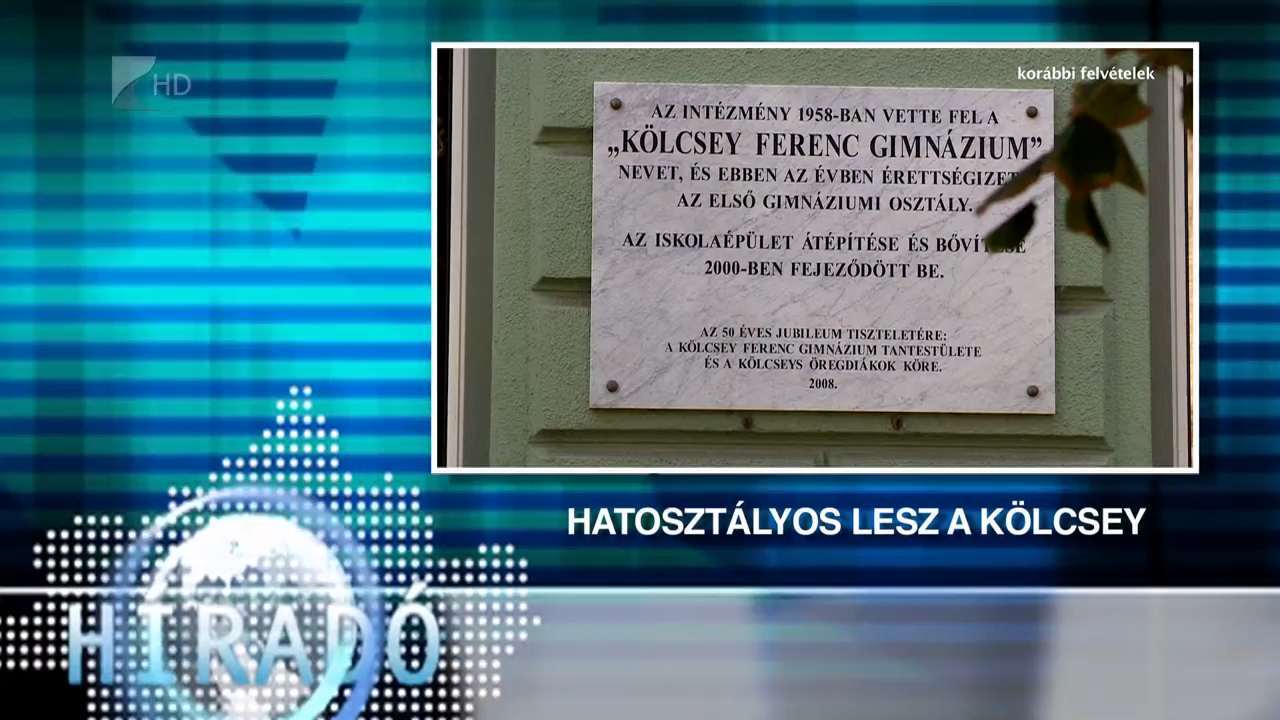 HD
korábbi felvételek
AZ INTÉZMÉNY 1958-BAN VETTE FEL A
„KÖLCSEY FERENC GIMNÁZIUM”
NEVET, ÉS EBBEN AZ ÉVBEN
AZ ELSŐ GIMNÁZIUMI OSZTÁLY.
AZ ISKOLAÉPÜLET ÁTÉPÍTÉSE ÉS
2000-BEN FEJEZŐDÖTT BE.
AZ 50 ÉVES JUBILEUM TISZTELETÉRE:
A KÖLCSEY FERENC GIMNÁZIUM TANTESTÜLETE
ÉS A KÖLCSEYS ÖREGDIÁKOK KÖRE.
2008.
HATOSZTÁLYOS LESZ A KÖLCSEY
HÍRADÓ